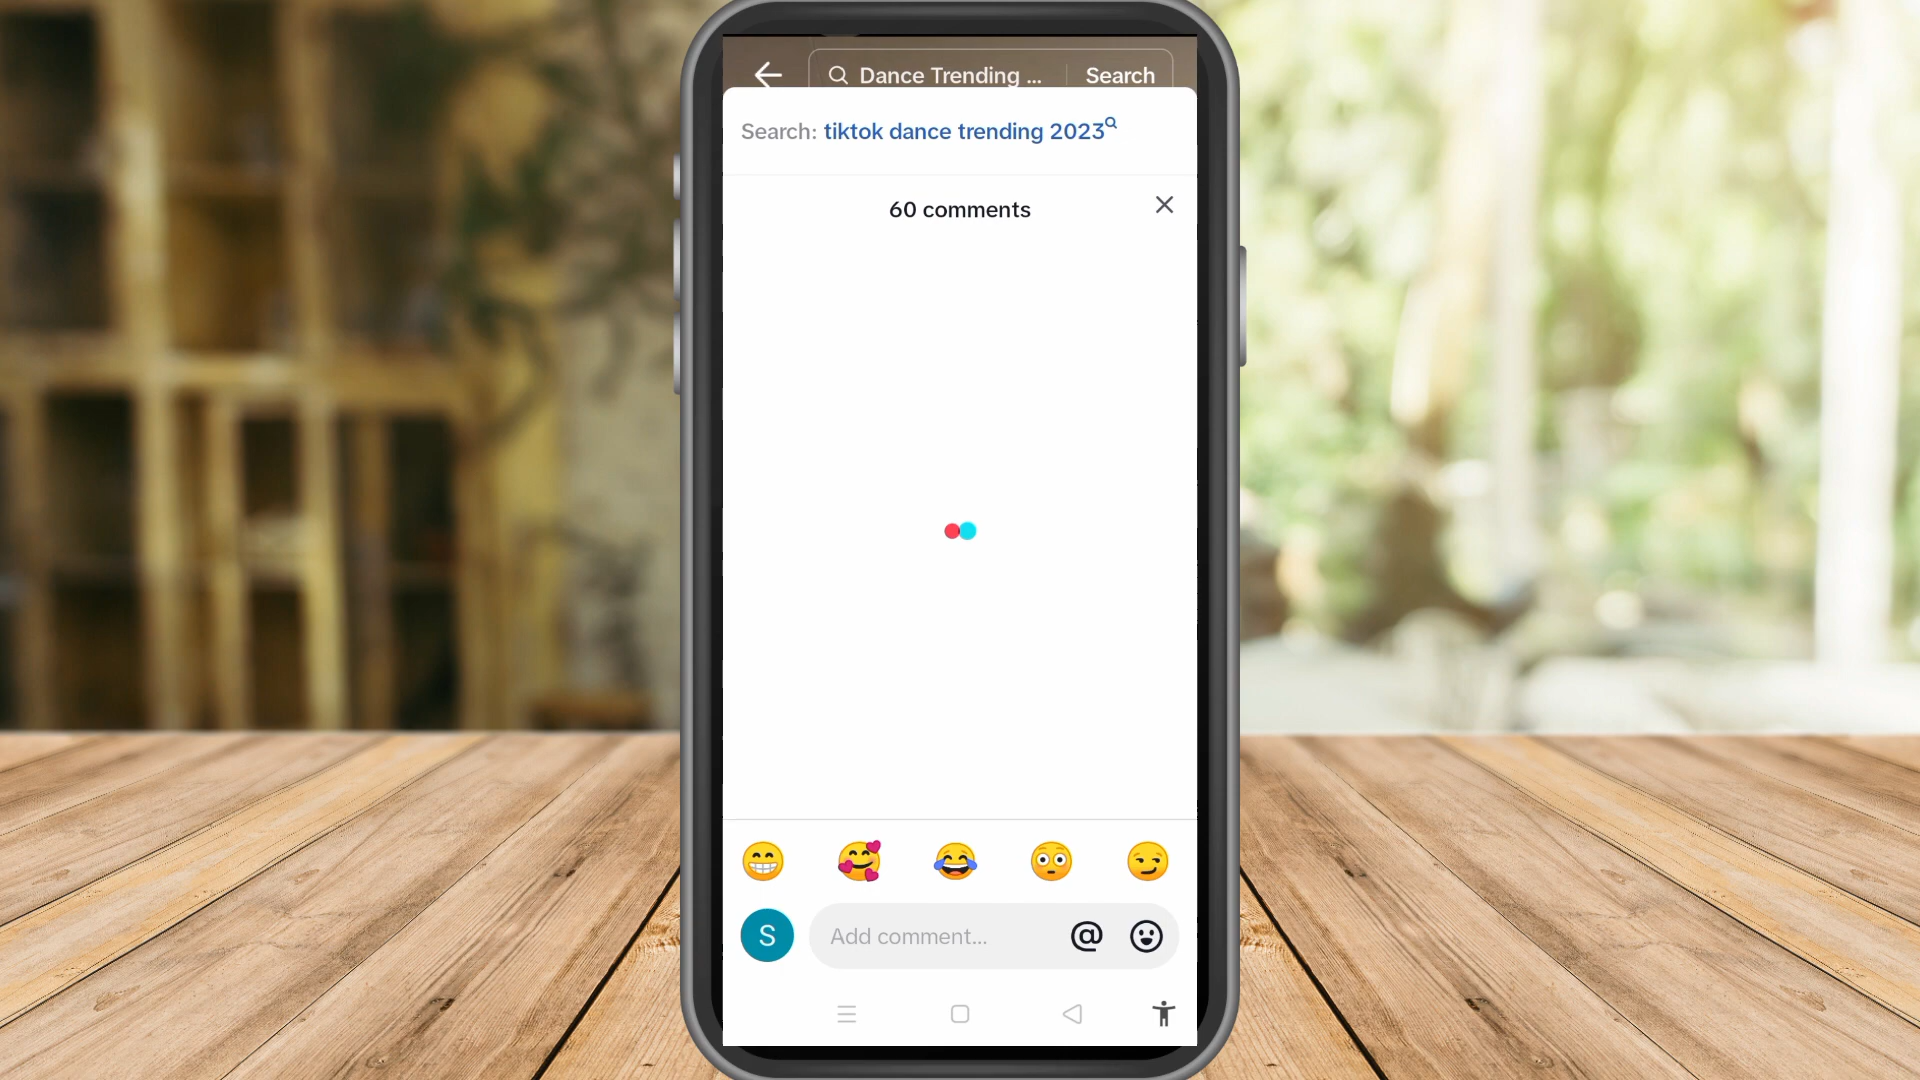 Dance Trending ... Search
Search: tiktok dance trending 2023
60 comments
S Add comment... @